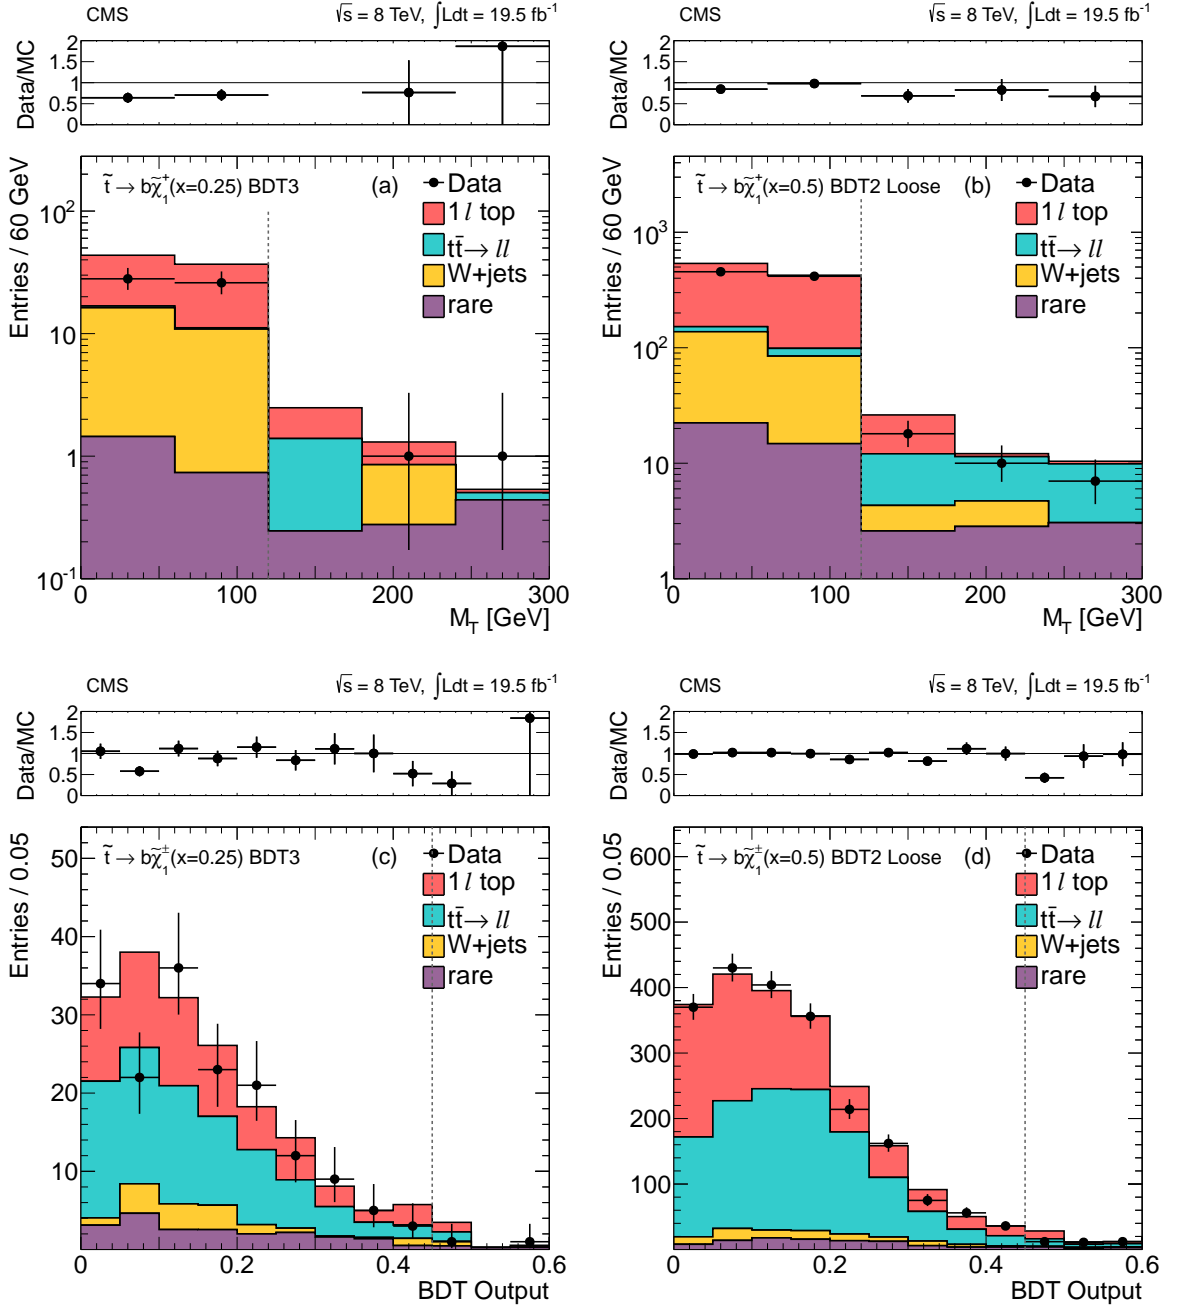 CMS √s = 8 TeV, ∫Ldt = 19.5 fb⁻¹
Data/MC
2
1.5
1
0.5
0
Entries / 60 GeV
t̃ → bχ̃₁⁺(x=0.25) BDT3 (a)
Data
1ℓ top
tt̄→ ℓℓ
W+jets
rare
10²
10
1
10⁻¹
0 100 200 300
M_T [GeV]
CMS √s = 8 TeV, ∫Ldt = 19.5 fb⁻¹
Data/MC
2
1.5
1
0.5
0
Entries / 60 GeV
t̃ → bχ̃₁⁺(x=0.5) BDT2 Loose (b)
Data
1ℓ top
tt̄→ ℓℓ
W+jets
rare
10³
10²
10
1
0 100 200 300
M_T [GeV]
CMS √s = 8 TeV, ∫Ldt = 19.5 fb⁻¹
Data/MC
2
1.5
1
0.5
0
Entries / 0.05
t̃ → bχ̃₁±(x=0.25) BDT3 (c)
Data
1ℓ top
tt̄→ ℓℓ
W+jets
rare
50
40
30
20
10
0 0.2 0.4 0.6
BDT Output
CMS √s = 8 TeV, ∫Ldt = 19.5 fb⁻¹
Data/MC
2
1.5
1
0.5
0
Entries / 0.05
t̃ → bχ̃₁±(x=0.5) BDT2 Loose (d)
Data
1ℓ top
tt̄→ ℓℓ
W+jets
rare
600
500
400
300
200
100
0 0.2 0.4 0.6
BDT Output